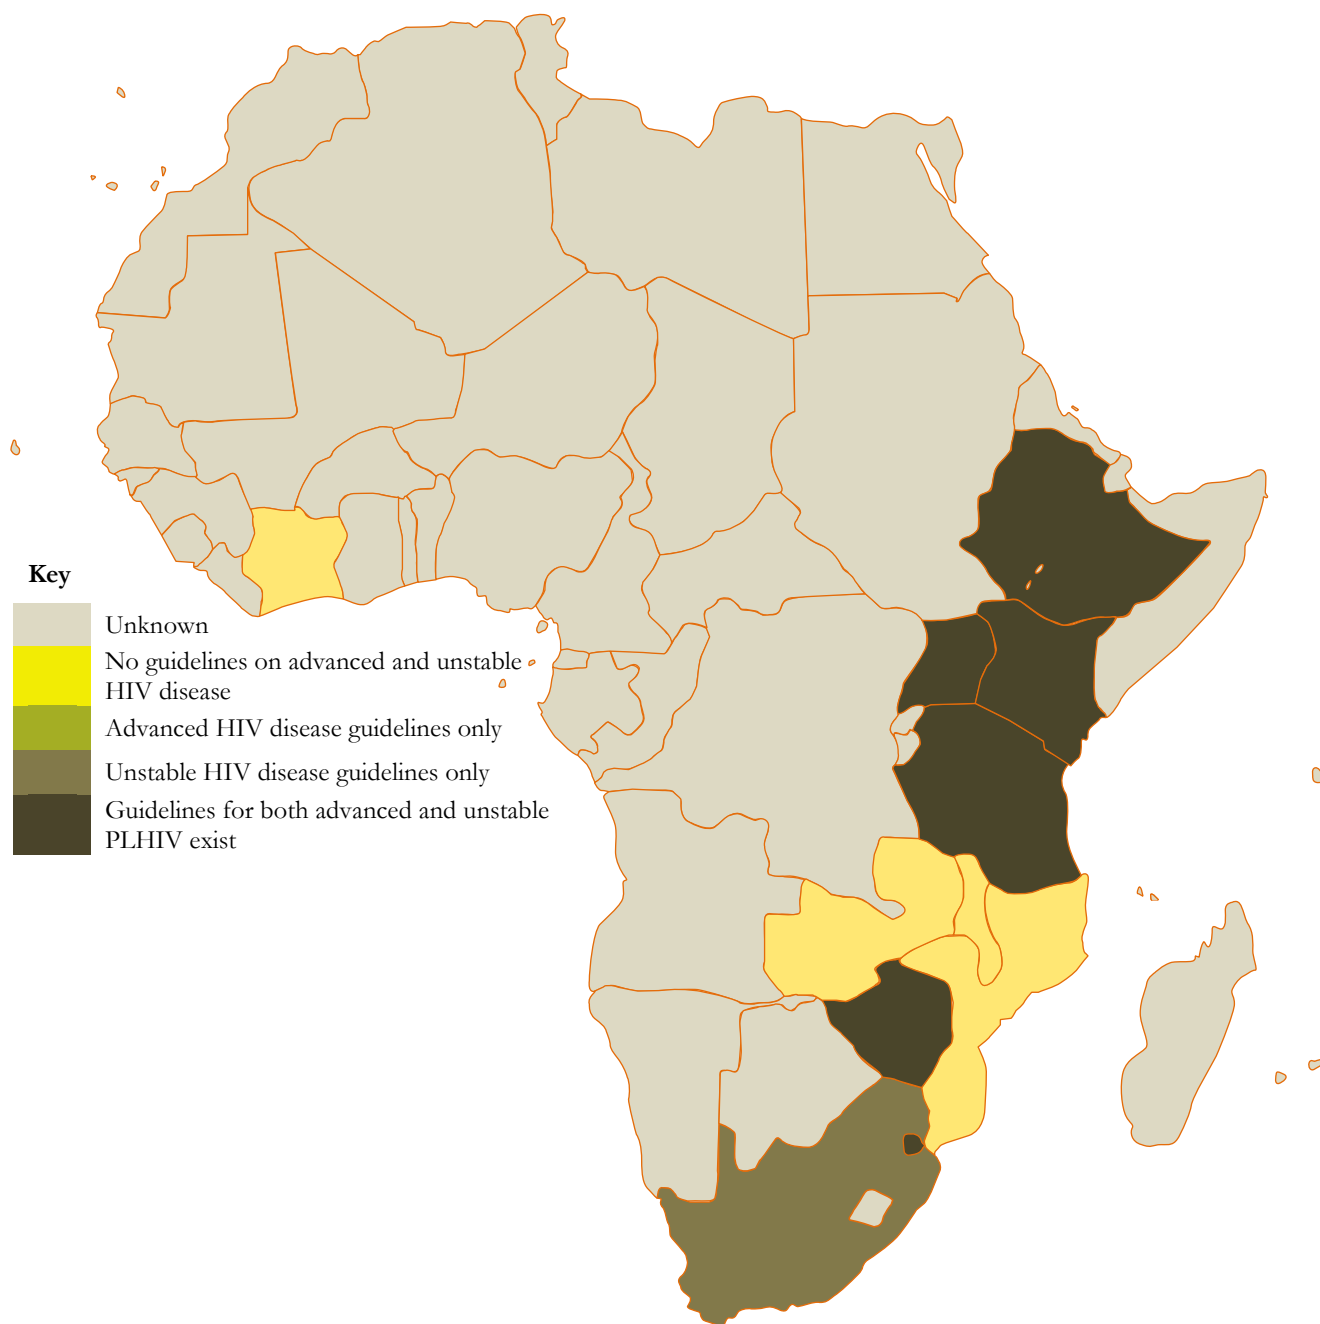 Key
Unknown
No guidelines on advanced and unstable
HIV disease
Advanced HIV disease guidelines only
Unstable HIV disease guidelines only
Guidelines for both advanced and unstable
PLHIV exist